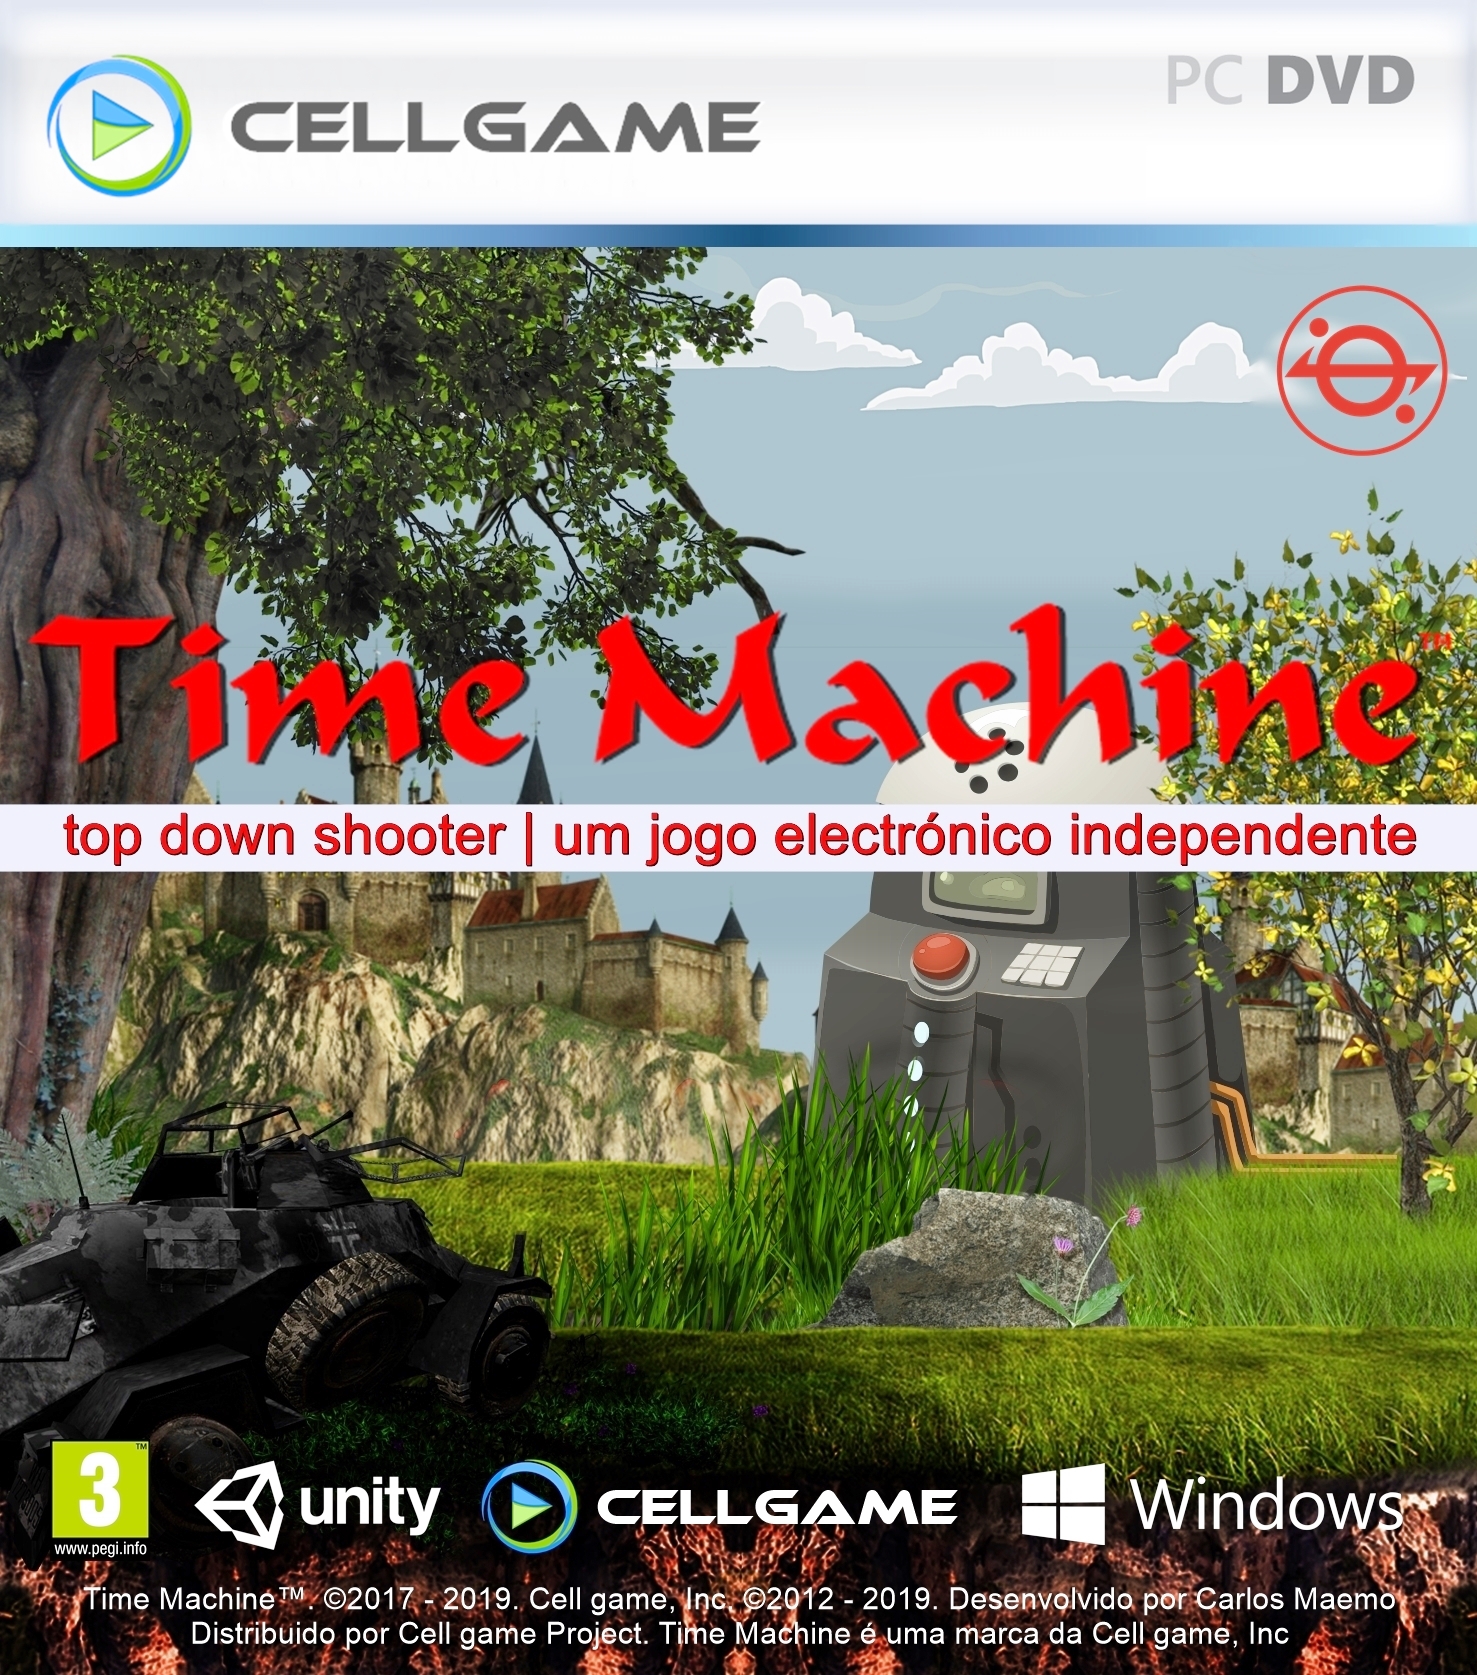 CELLGAME
PC DVD
Time Machine™
top down shooter | um jogo electrónico independente
3™
www.pegi.info
unity
CELLGAME
Windows
Time Machine™. ©2017 - 2019. Cell game, Inc. ©2012 - 2019. Desenvolvido por Carlos Maemo
Distribuido por Cell game Project. Time Machine é uma marca da Cell game, Inc